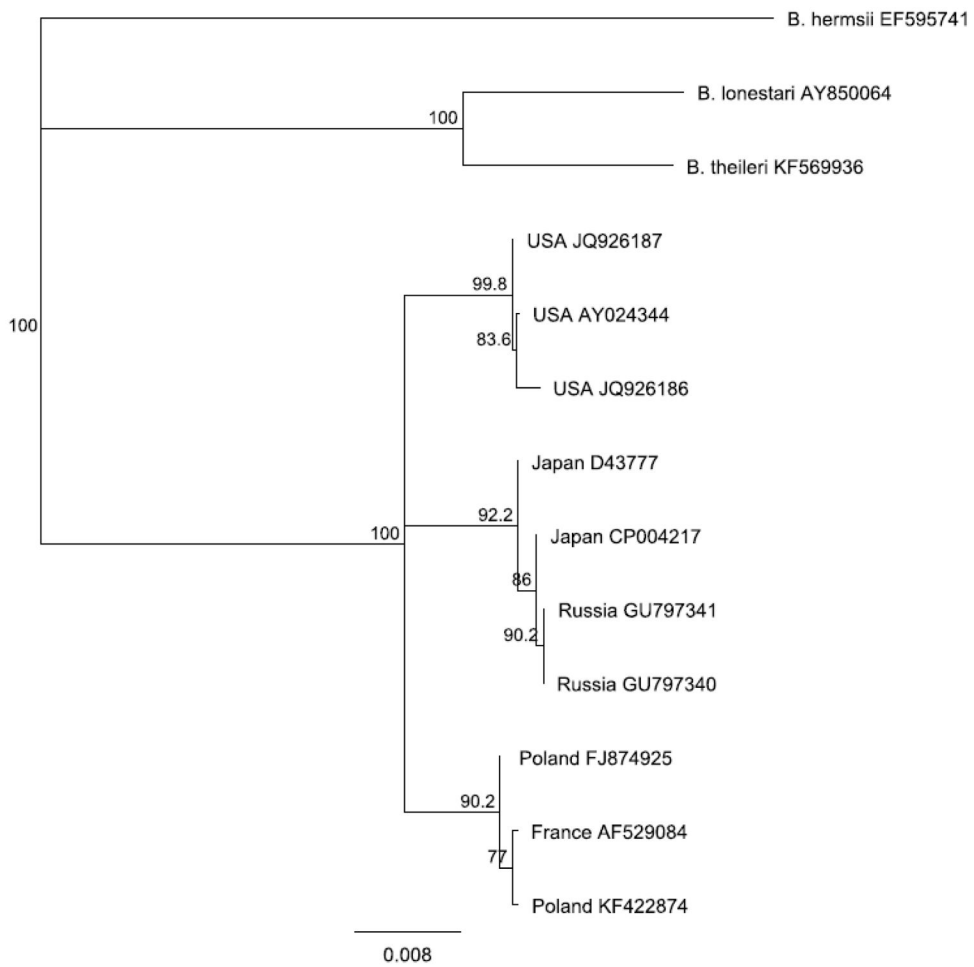 B. hermsii EF595741
B. lonestari AY850064
100
B. theileri KF569936
USA JQ926187
99.8
USA AY024344
100
83.6
USA JQ926186
Japan D43777
92.2
100
Japan CP004217
86
Russia GU797341
90.2
Russia GU797340
Poland FJ874925
90.2
France AF529084
77
Poland KF422874
0.008